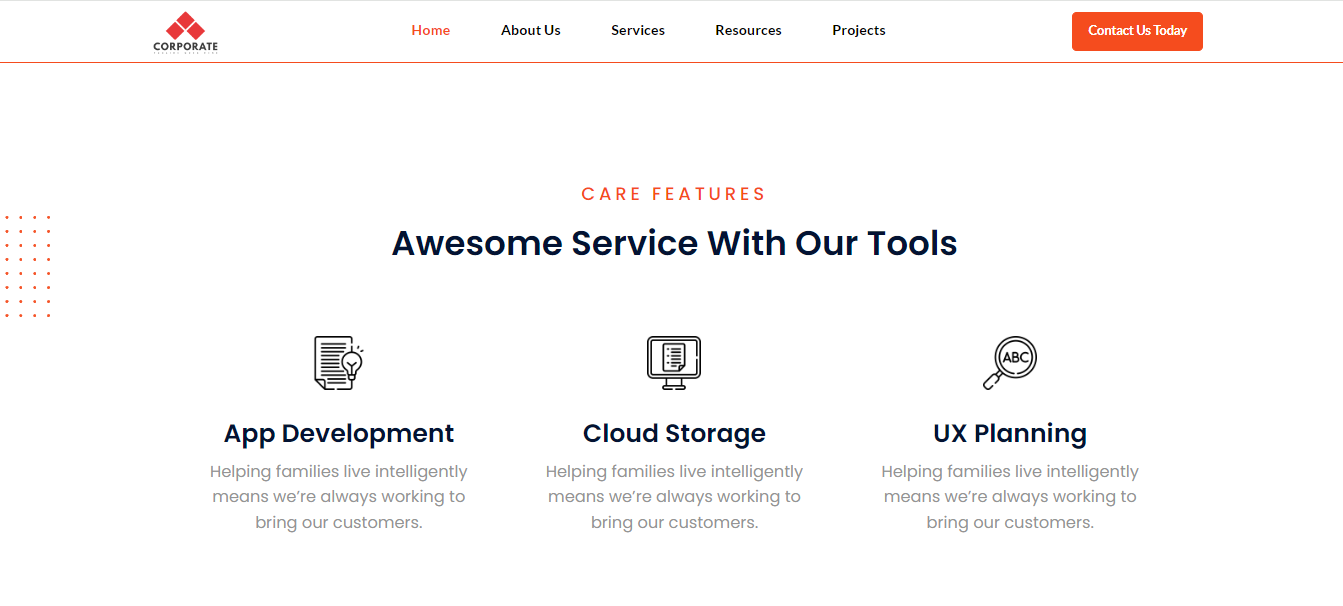 CORPORATE
Home
About Us
Services
Resources
Projects
Contact Us Today
CARE FEATURES
Awesome Service With Our Tools
ABC
App Development
Helping families live intelligently
means we’re always working to
bring our customers.
Cloud Storage
Helping families live intelligently
means we’re always working to
bring our customers.
UX Planning
Helping families live intelligently
means we’re always working to
bring our customers.